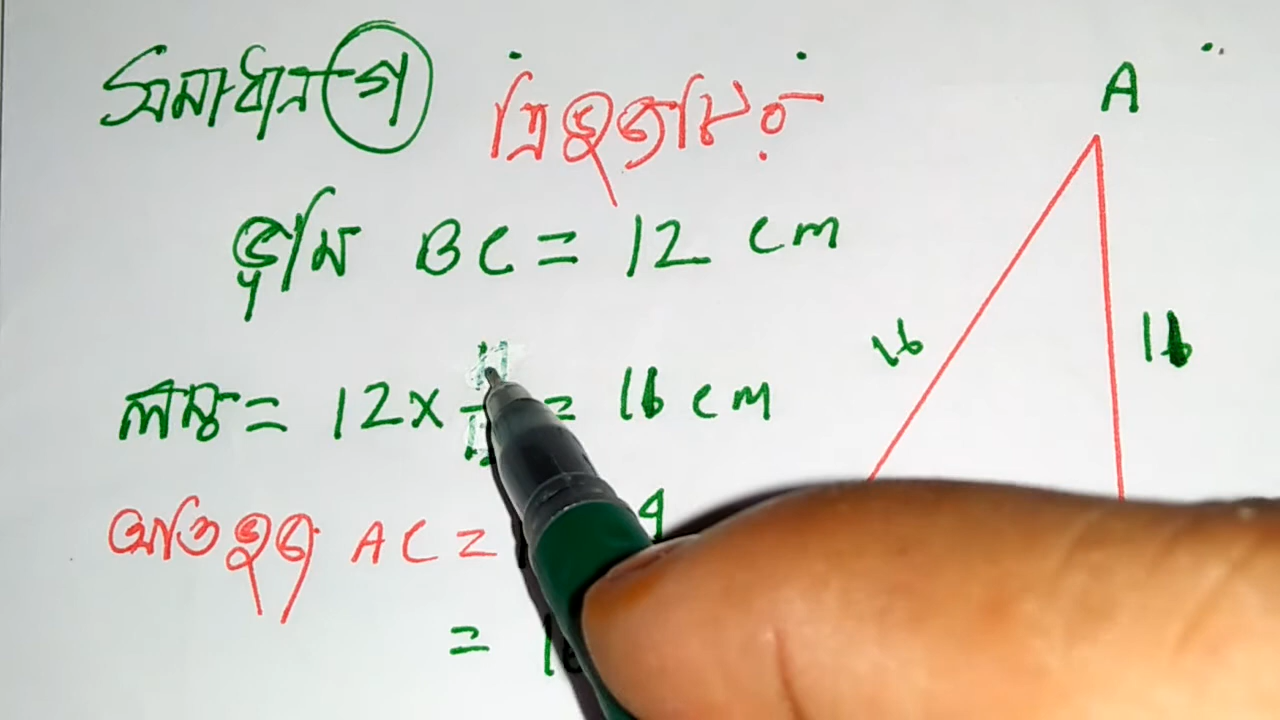 সমাধান গে ত্রিভুজটির
ভূমি BC = 12 cm
লম্ব = 12 × = 16 cm
অতিভুজ AC =
=
A
16
16